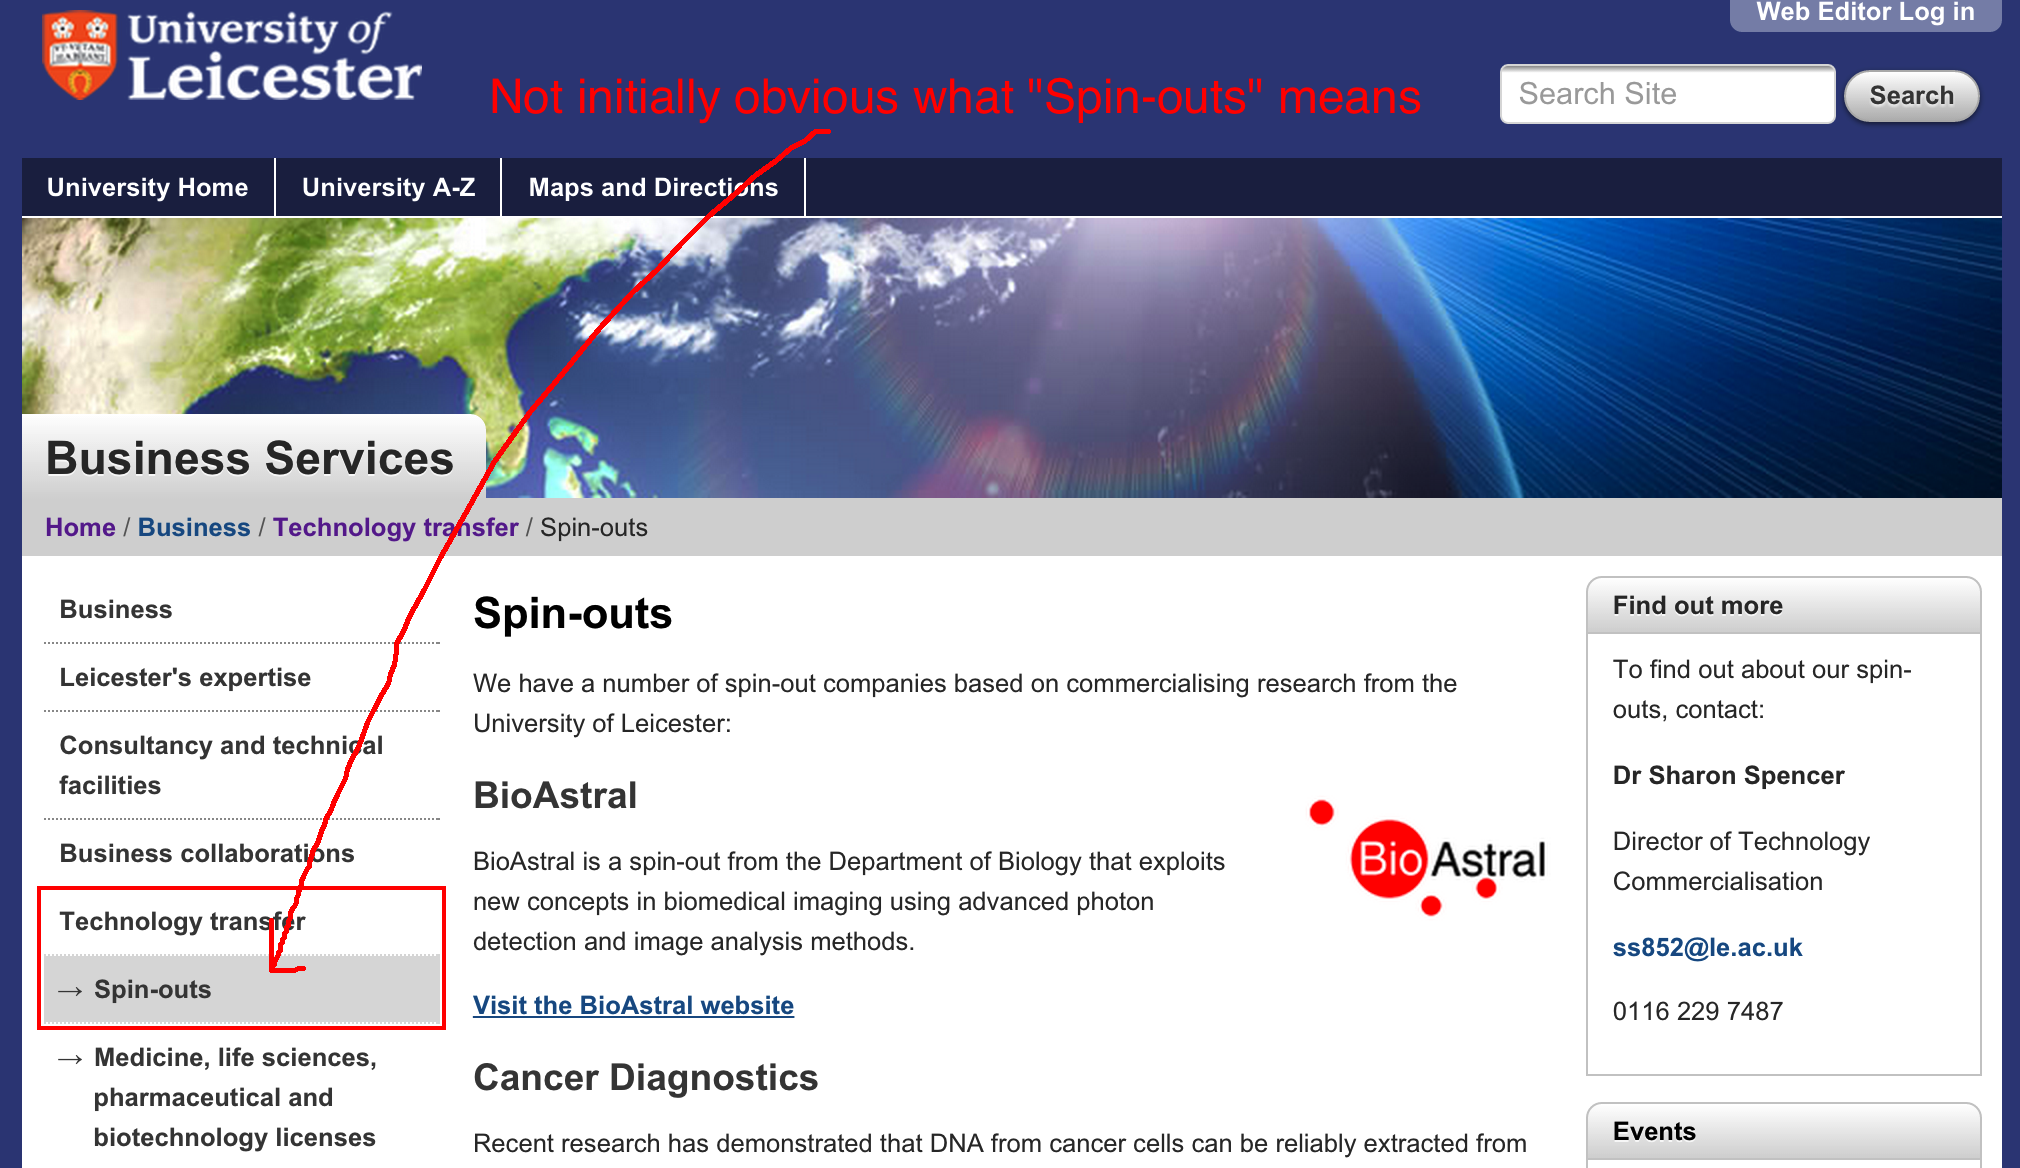 Web Editor Log in
University of
Leicester
Not initially obvious what "Spin-outs" means
Search Site
Search
University Home
University A-Z
Maps and Directions
Business Services
Home / Business / Technology transfer / Spin-outs
Business
Leicester's expertise
Consultancy and technical
facilities
Business collaborations
Technology transfer
→ Spin-outs
→ Medicine, life sciences,
pharmaceutical and
biotechnology licenses
Spin-outs
We have a number of spin-out companies based on commercialising research from the
University of Leicester:
BioAstral
BioAstral is a spin-out from the Department of Biology that exploits
new concepts in biomedical imaging using advanced photon
detection and image analysis methods.
BioAstral
Visit the BioAstral website
Cancer Diagnostics
Recent research has demonstrated that DNA from cancer cells can be reliably extracted from
Find out more
To find out about our spin-
outs, contact:
Dr Sharon Spencer
Director of Technology
Commercialisation
ss852@le.ac.uk
0116 229 7487
Events